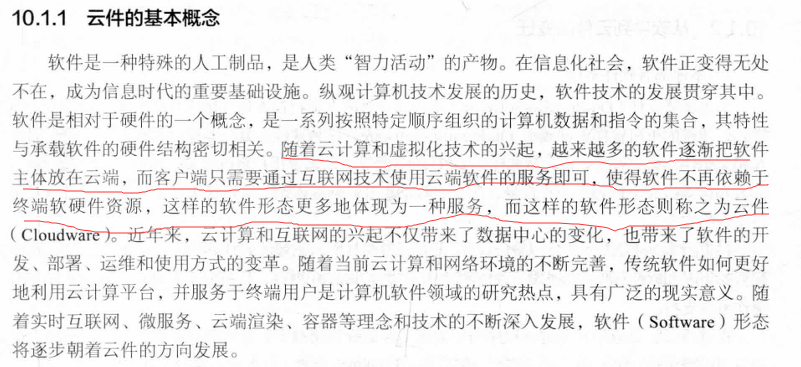 10.1.1 云件的基本概念
软件是一种特殊的人工制品，是人类“智力活动”的产物。在信息化社会，软件正变得无处
不在，成为信息时代的重要基础设施。纵观计算机技术发展的历史，软件技术的发展贯穿其中。
软件是相对于硬件的一个概念，是一系列按照特定顺序组织的计算机数据和指令的集合，其特性
与承载软件的硬件结构密切相关。随着云计算和虚拟化技术的兴起，越来越多的软件逐渐把软件
主体放在云端，而客户端只需要通过互联网技术使用云端软件的服务即可，使得软件不再依赖于
终端软硬件资源，这样的软件形态更多地体现为一种服务，而这样的软件形态则称之为云件
（Cloudware）。近年来，云计算和互联网的兴起不仅带来了数据中心的变化，也带来了软件的开
发、部署、运维和使用方式的变革。随着当前云计算和网络环境的不断完善，传统软件如何更好
地利用云计算平台，并服务于终端用户是计算机软件领域的研究热点，具有广泛的现实意义。随
着实时互联网、微服务、云端渲染、容器等理念和技术的不断深入发展，软件（Software）形态
将逐步朝着云件的方向发展。